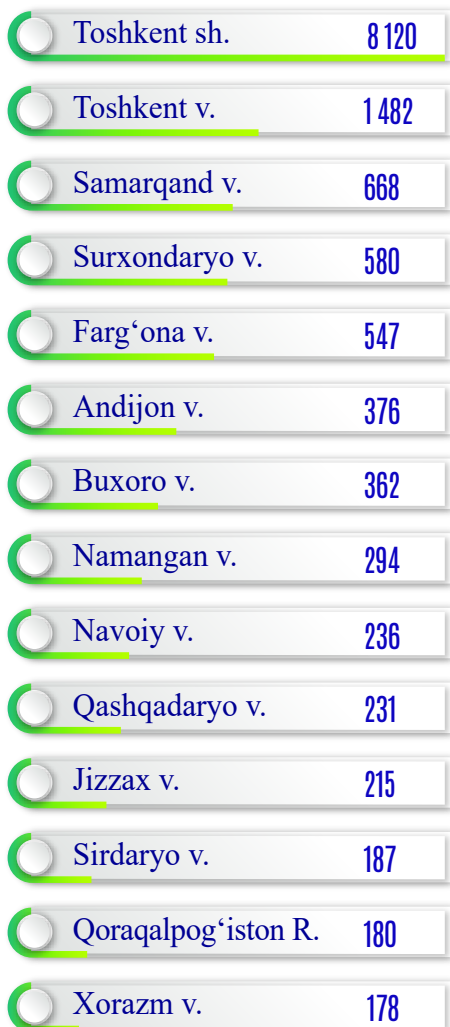 Toshkent sh. 8 120
Toshkent v. 1 482
Samarqand v. 668
Surxondaryo v. 580
Farg‘ona v. 547
Andijon v. 376
Buxoro v. 362
Namangan v. 294
Navoiy v. 236
Qashqadaryo v. 231
Jizzax v. 215
Sirdaryo v. 187
Qoraqalpog‘iston R. 180
Xorazm v. 178